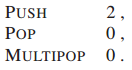 PUSH 2 ,
POP 0 ,
MULTIPOP 0 .